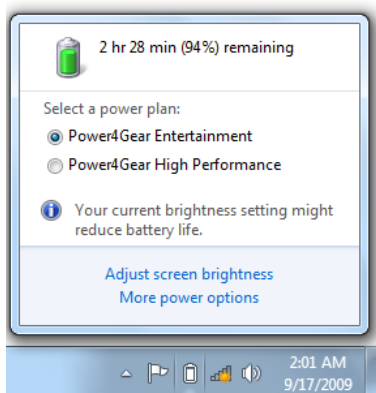 2 hr 28 min (94%) remaining
Select a power plan:
Power4Gear Entertainment
Power4Gear High Performance
Your current brightness setting might
reduce battery life.
Adjust screen brightness
More power options
2:01 AM
9/17/2009